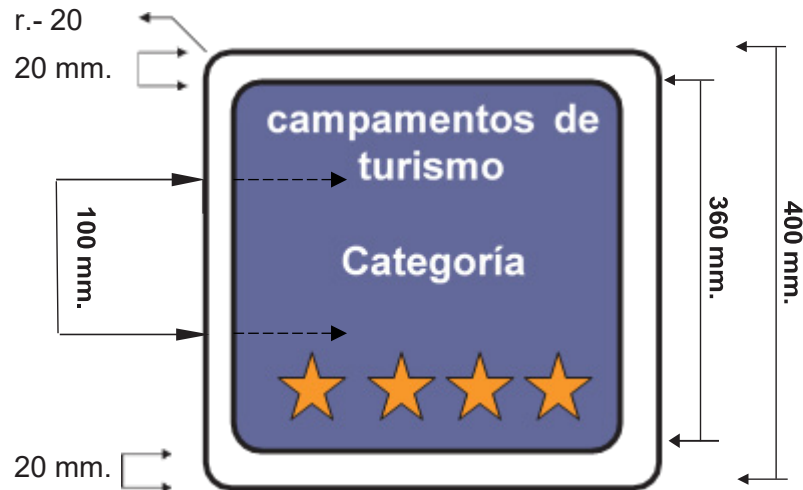 r.- 20
20 mm.
campamentos de
turismo
100 mm.
Categoría
360 mm.
400 mm.
20 mm.